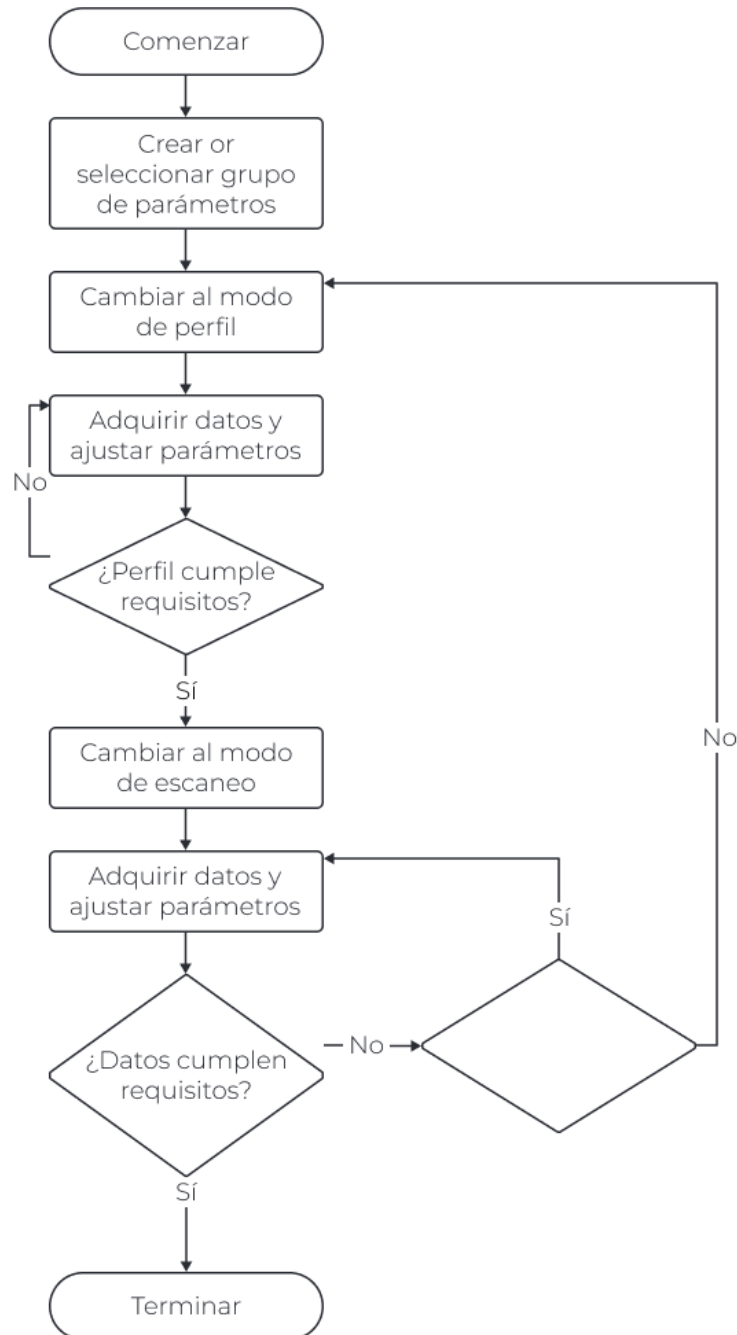 Comenzar
Crear or
seleccionar grupo
de parámetros
Cambiar al modo
de perfil
Adquirir datos y
ajustar parámetros
No
¿Perfil cumple
requisitos?
Sí
Cambiar al modo
de escaneo
No
Adquirir datos y
ajustar parámetros
Sí
¿Datos cumplen
requisitos?
No
Sí
Terminar